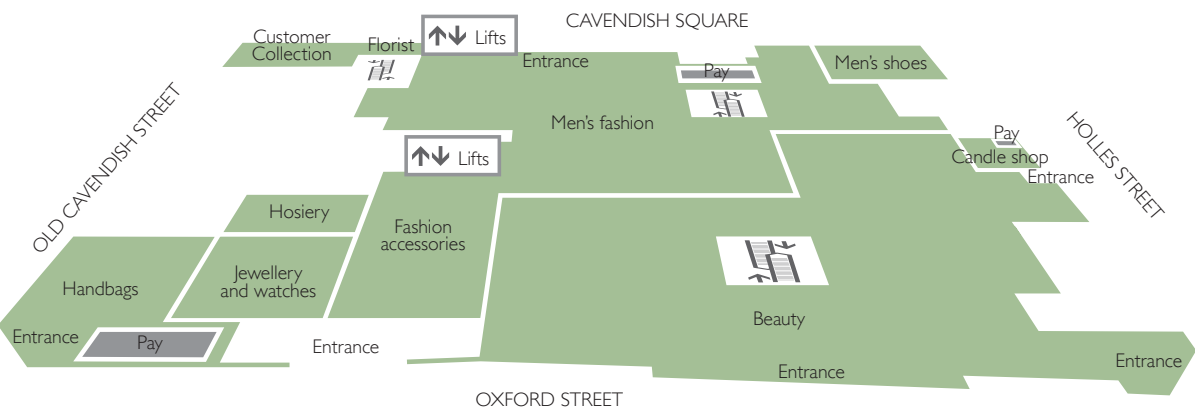 CAVENDISH SQUARE
Customer
Collection
Florist
Lifts
Entrance
Pay
Men's shoes
OLD CAVENDISH STREET
Men's fashion
HOLLES STREET
Pay
Candle shop
Entrance
Lifts
Hosiery
Fashion
accessories
Handbags
Jewellery
and watches
Beauty
Entrance
Pay
Entrance
Entrance
Entrance
OXFORD STREET